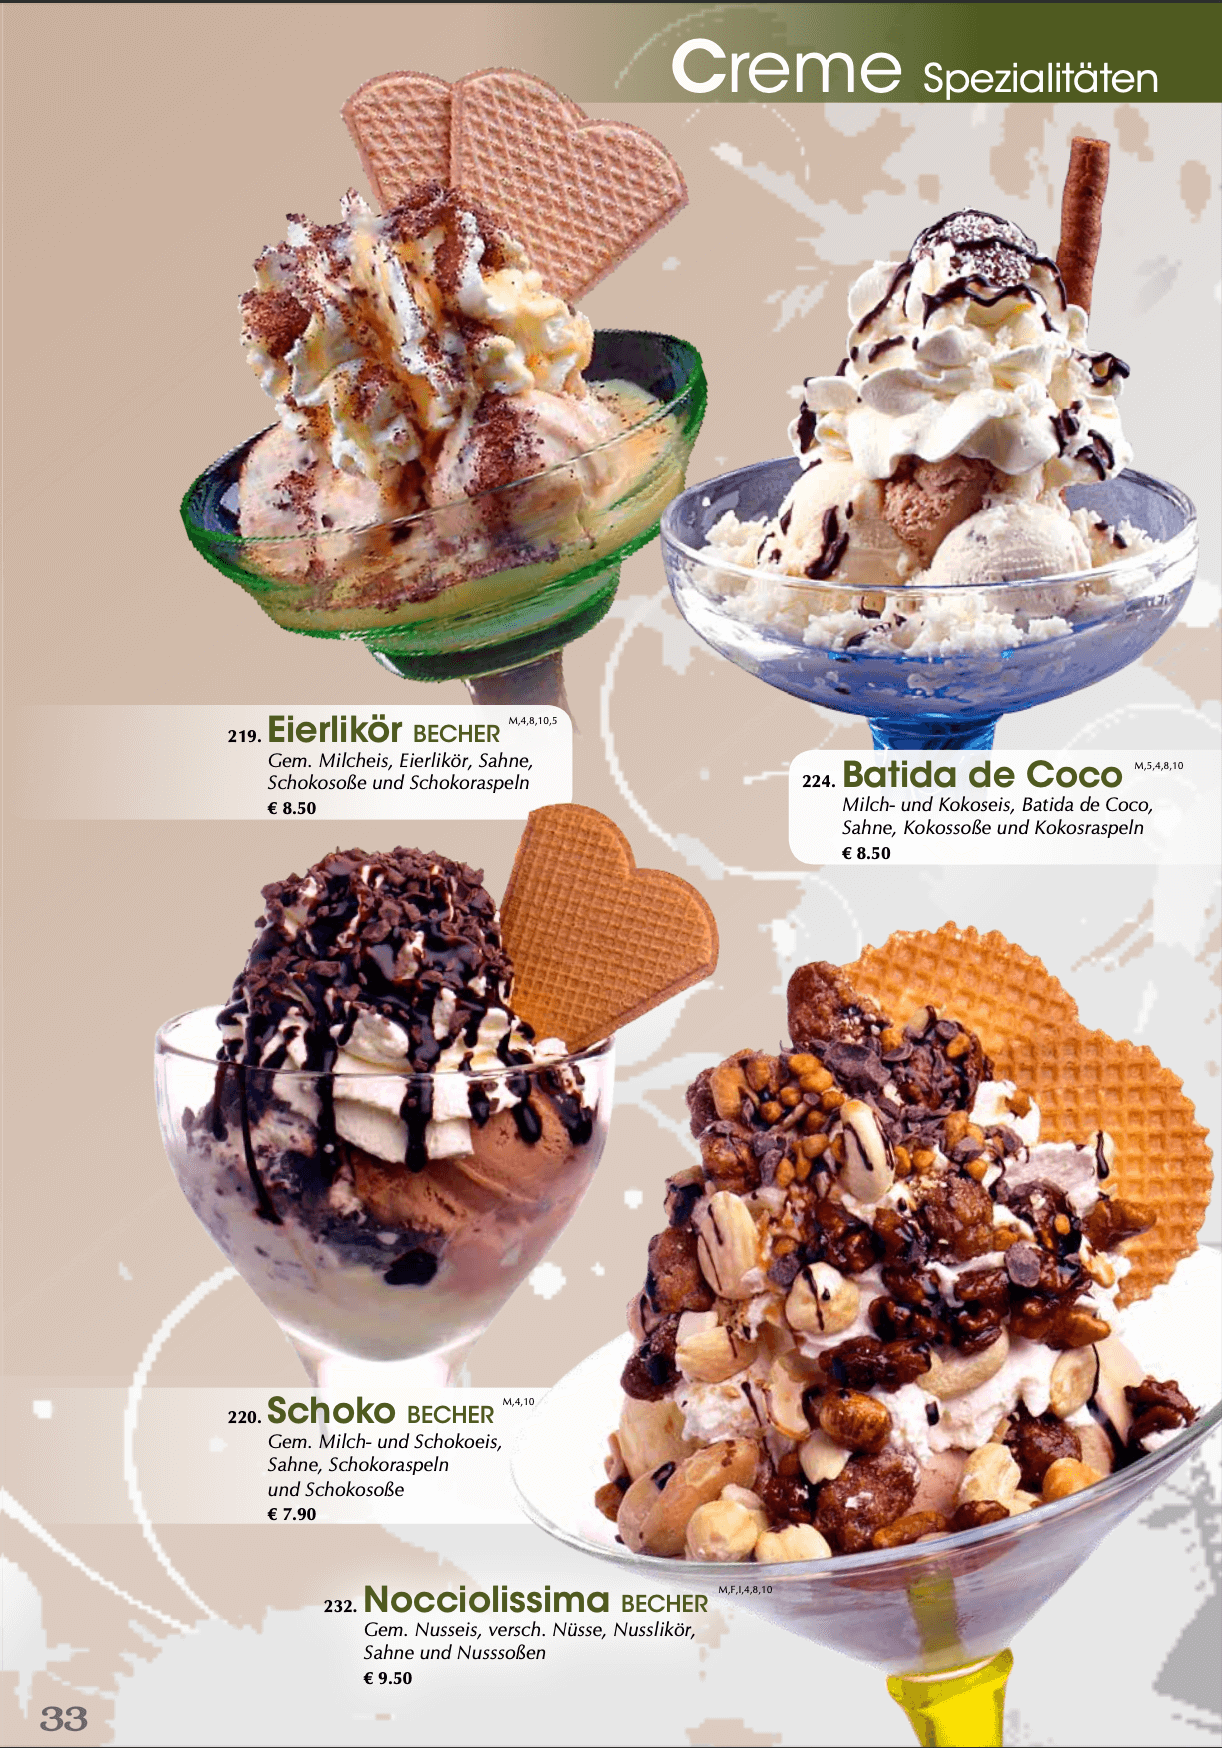 Creme Spezialitäten
219. Eierlikör BECHER M,4,8,10,5
Gem. Milcheis, Eierlikör, Sahne,
Schokosoße und Schokoraspeln
€ 8.50
224. Batida de Coco M,5,4,8,10
Milch- und Kokoseis, Batida de Coco,
Sahne, Kokossoße und Kokosraspeln
€ 8.50
220. Schoko BECHER M,4,10
Gem. Milch- und Schokoeis,
Sahne, Schokoraspeln
und Schokosoße
€ 7.90
232. Nocciolissima BECHER M,F,I,4,8,10
Gem. Nusseis, versch. Nüsse, Nusslikör,
Sahne und Nusssoßen
€ 9.50
33